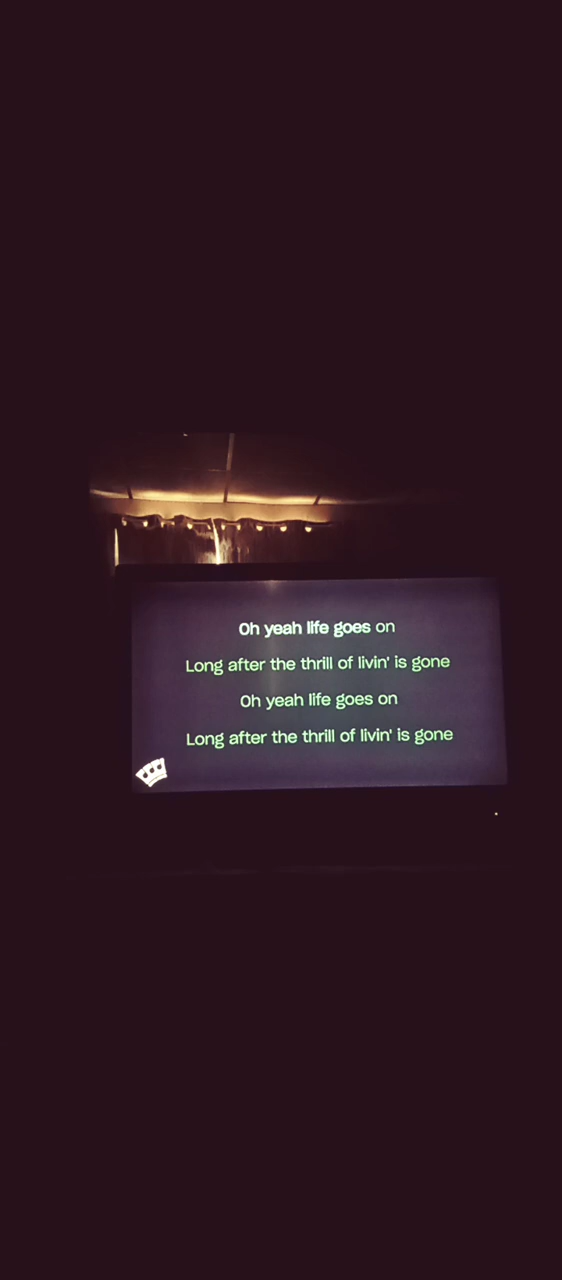 Oh yeah life goes on
Long after the thrill of livin' is gone
Oh yeah life goes on
Long after the thrill of livin' is gone